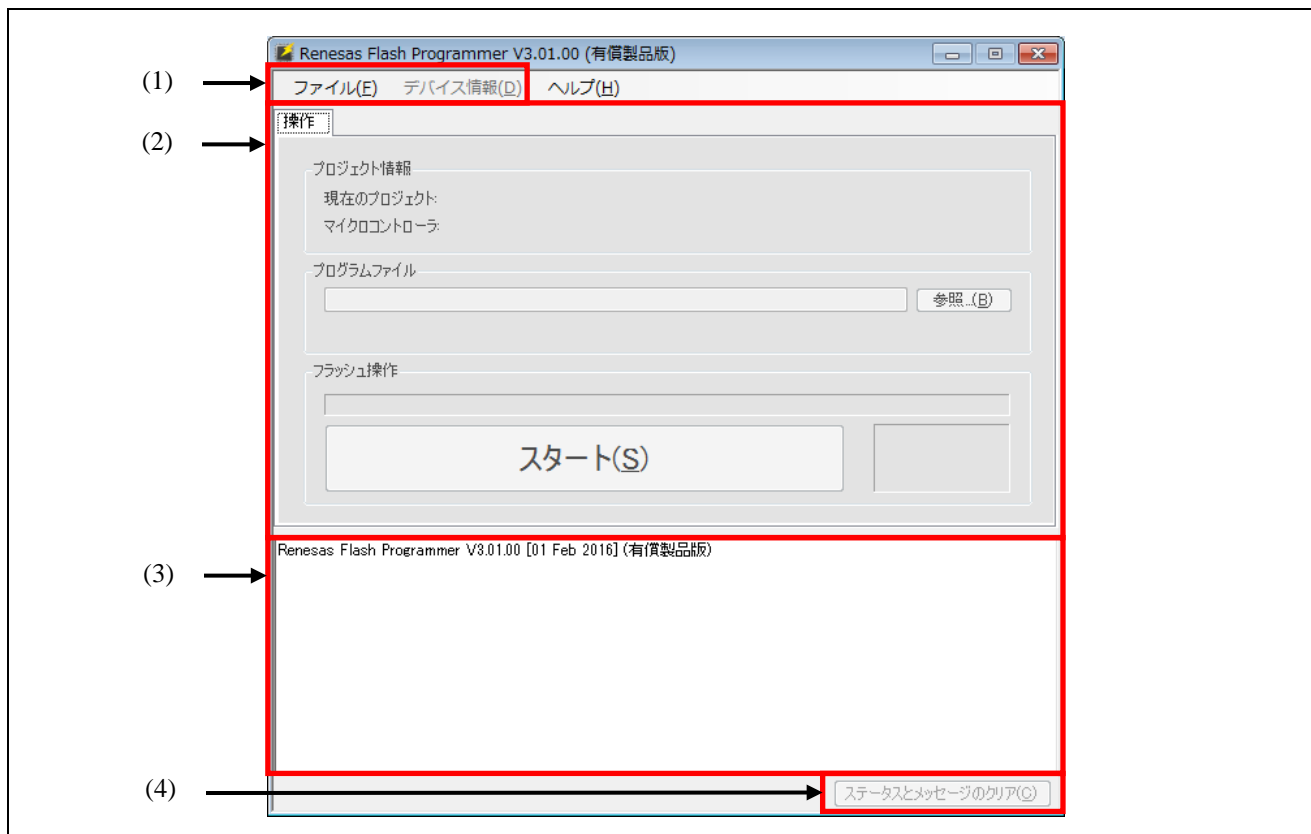 Renesas Flash Programmer V3.01.00 (有償製品版)
(1)
ファイル(F) デバイス情報(D) ヘルプ(H)
操作
(2)
プロジェクト情報
現在のプロジェクト:
マイクロコントローラ:
プログラムファイル
参照...(B)
フラッシュ操作
スタート(S)
Renesas Flash Programmer V3.01.00 [01 Feb 2016] (有償製品版)
(3)
(4)
ステータスとメッセージのクリア(C)